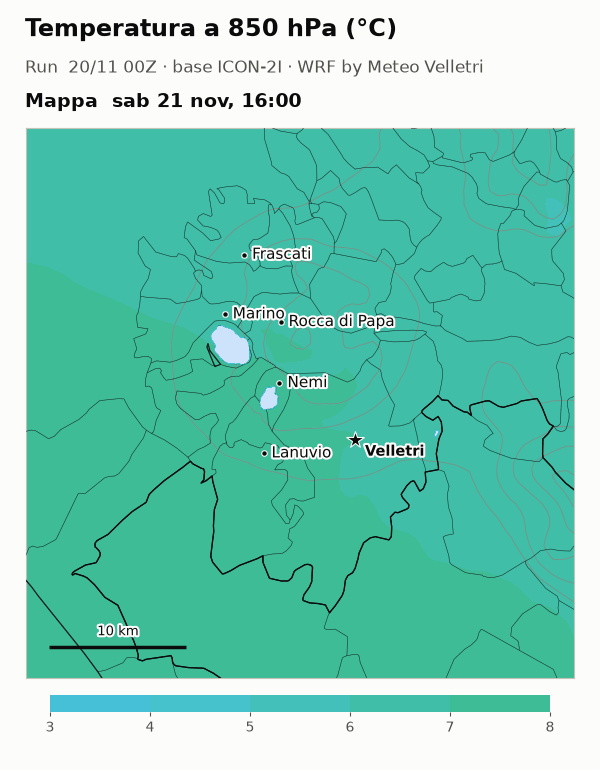 Temperatura a 850 hPa (°C)
Run  20/11 00Z · base ICON-2I · WRF by Meteo Velletri
Mappa  sab 21 nov, 16:00
Frascati
Marino
Rocca di Papa
Nemi
Velletri
Lanuvio
10 km
3 4 5 6 7 8